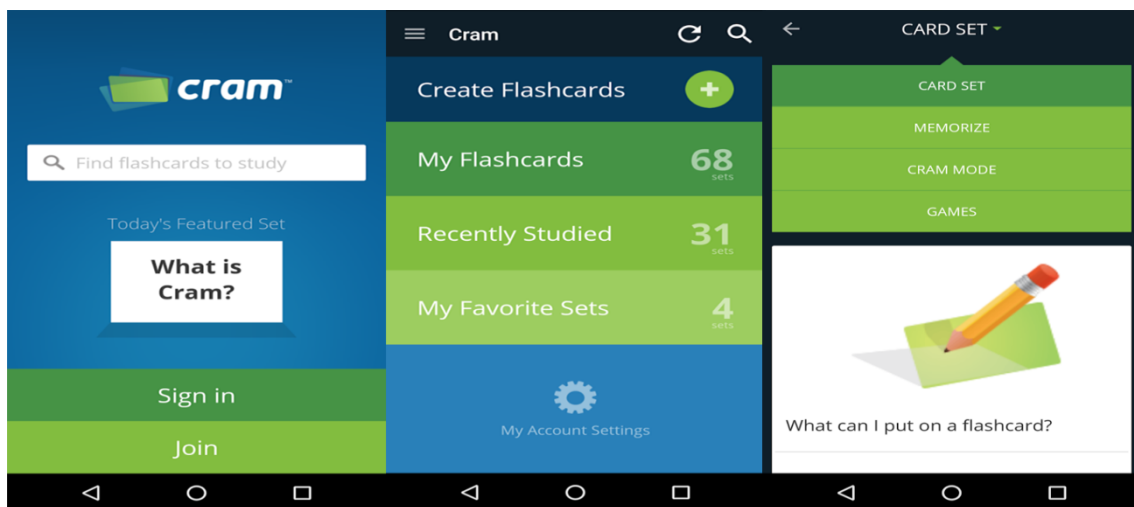 cram™
Find flashcards to study
Today's Featured Set
What is
Cram?
Sign in
Join
Cram
Create Flashcards
My Flashcards 68
sets
Recently Studied 31
sets
My Favorite Sets 4
sets
My Account Settings
CARD SET
CARD SET
MEMORIZE
CRAM MODE
GAMES
What can I put on a flashcard?